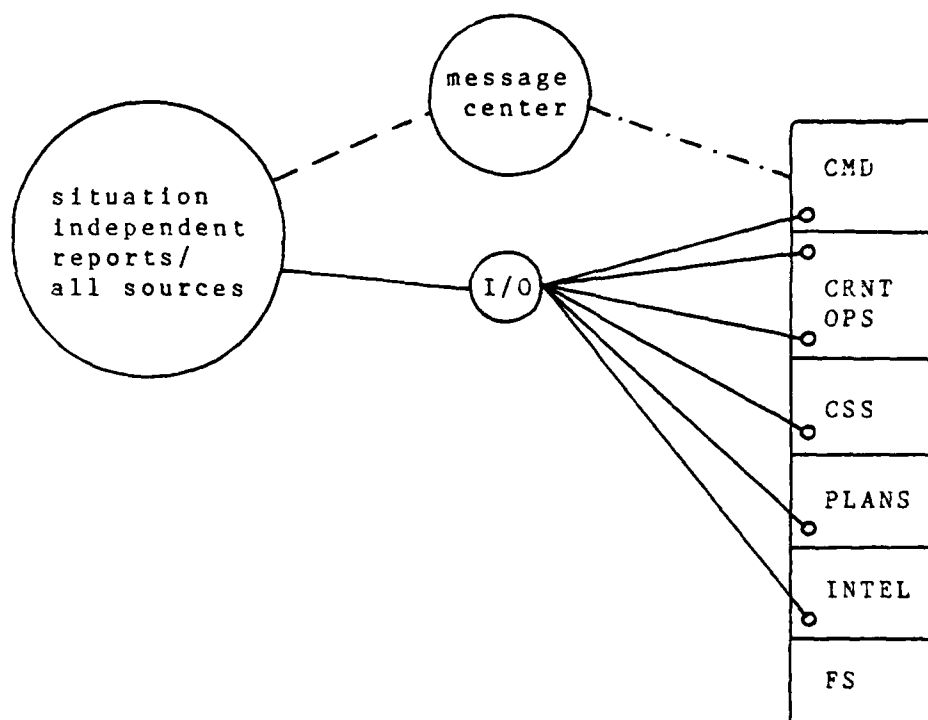 message
center
situation
independent
reports/
all sources
I/O
CMD
CRNT
OPS
CSS
PLANS
INTEL
FS